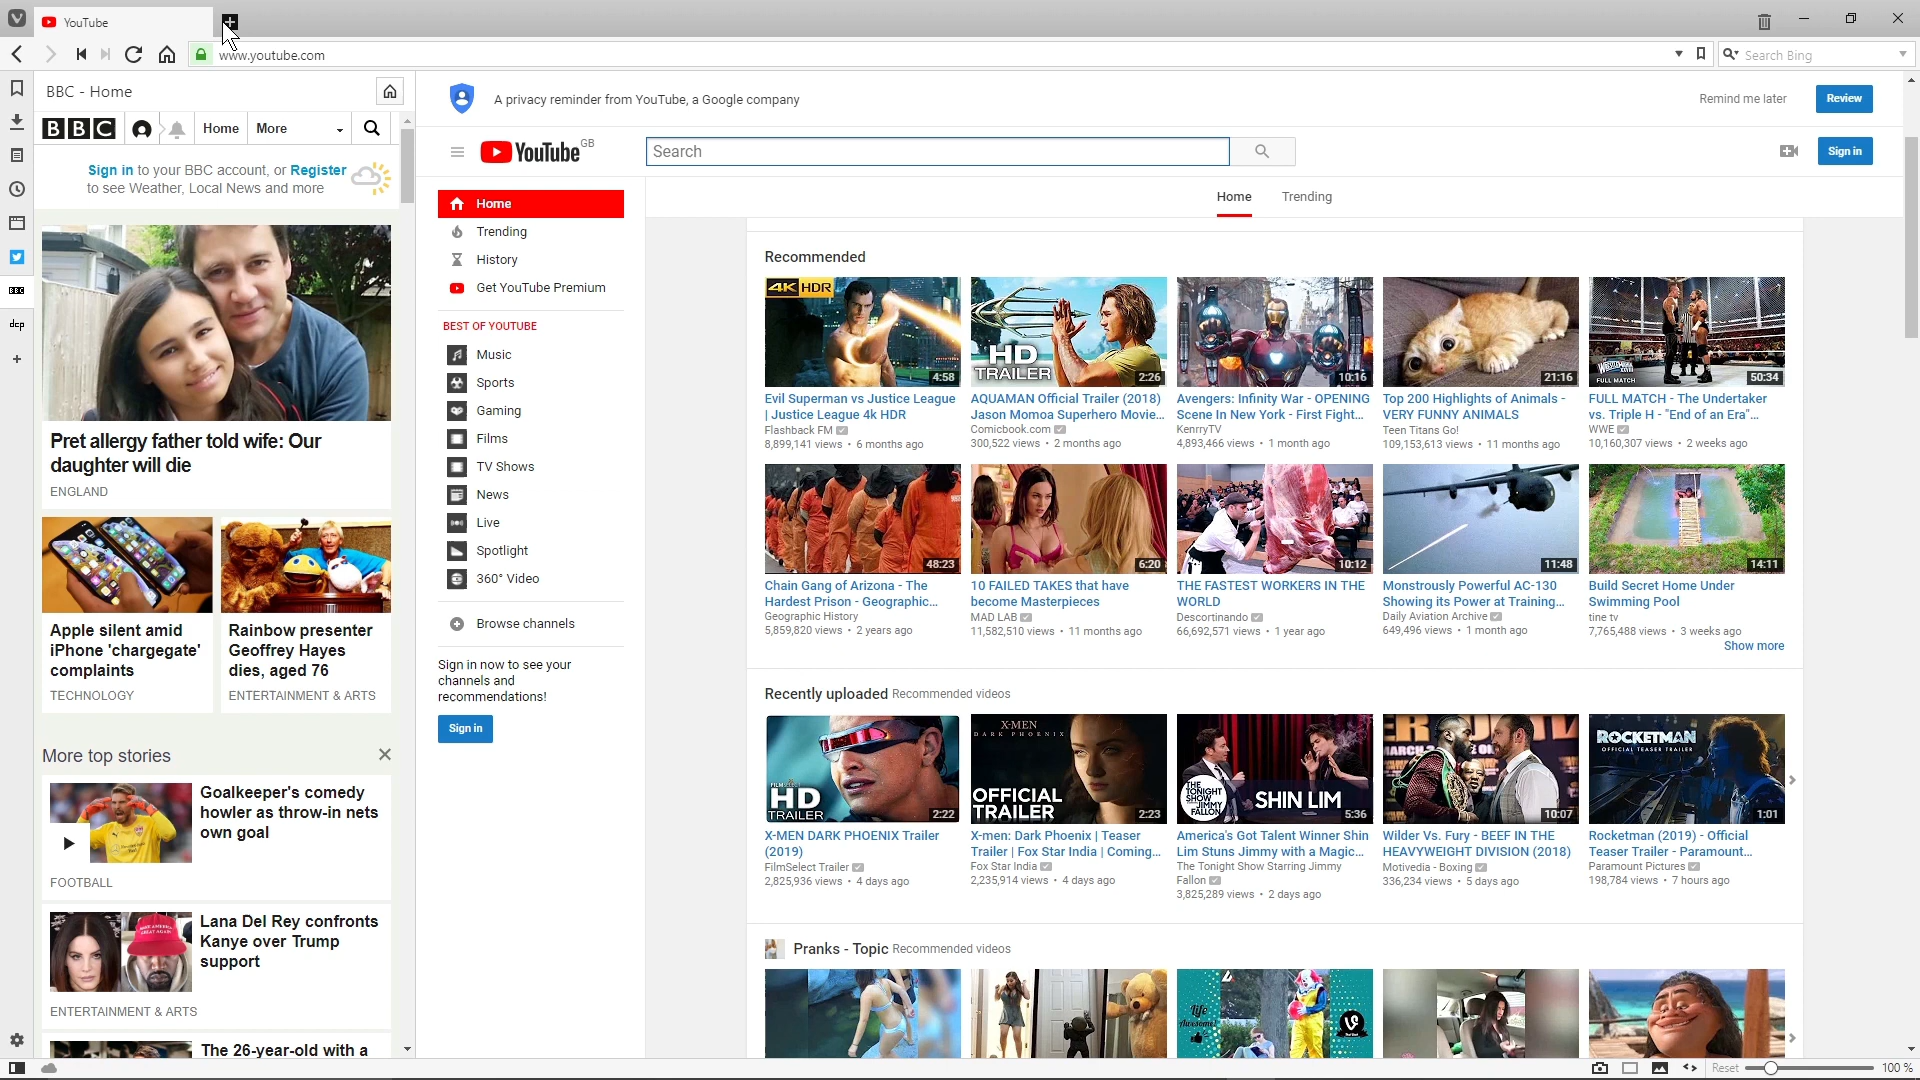 YouTube
www.youtube.com
Search Bing
BBC - Home
BBC
Home
More
Sign in to your BBC account, or Register
to see Weather, Local News and more
BBC
dcp
Pret allergy father told wife: Our
daughter will die
ENGLAND
Apple silent amid
iPhone 'chargegate'
complaints
TECHNOLOGY
Rainbow presenter
Geoffrey Hayes
dies, aged 76
ENTERTAINMENT & ARTS
More top stories
Goalkeeper's comedy
howler as throw-in nets
own goal
FOOTBALL
Lana Del Rey confronts
Kanye over Trump
support
ENTERTAINMENT & ARTS
The 26-year-old with a
A privacy reminder from YouTube, a Google company
Remind me later
Review
YouTube GB
Search
Sign in
Home
Trending
Home
Trending
History
Get YouTube Premium
BEST OF YOUTUBE
Music
Sports
Gaming
Films
TV Shows
News
Live
Spotlight
360° Video
Browse channels
Sign in now to see your
channels and
recommendations!
Sign in
Recommended
4K HDR
4:58
Evil Superman vs Justice League
| Justice League 4k HDR
Flashback FM
8,899,141 views • 6 months ago
HD
TRAILER
2:26
AQUAMAN Official Trailer (2018)
Jason Momoa Superhero Movie...
Comicbook.com
300,522 views • 2 months ago
10:16
Avengers: Infinity War - OPENING
Scene In New York - First Fight...
KenrryTV
4,893,466 views • 1 month ago
21:16
Top 200 Highlights of Animals -
VERY FUNNY ANIMALS
Teen Titans Go!
109,153,613 views • 11 months ago
FULL MATCH
50:34
FULL MATCH - The Undertaker
vs. Triple H - "End of an Era"...
WWE
10,160,307 views • 2 weeks ago
48:23
Chain Gang of Arizona - The
Hardest Prison - Geographic...
Geographic History
5,859,820 views • 2 years ago
6:20
10 FAILED TAKES that have
become Masterpieces
MAD LAB
11,582,510 views • 11 months ago
10:12
THE FASTEST WORKERS IN THE
WORLD
Descortinando
66,692,571 views • 1 year ago
11:48
Monstrously Powerful AC-130
Showing its Power at Training...
Daily Aviation Archive
649,496 views • 1 month ago
14:11
Build Secret Home Under
Swimming Pool
tine tv
7,765,488 views • 3 weeks ago
Show more
Recently uploaded Recommended videos
HD
TRAILER
2:22
X-MEN DARK PHOENIX Trailer
(2019)
FilmSelect Trailer
2,825,936 views • 4 days ago
X-MEN
DARK PHOENIX
OFFICIAL
TRAILER
2:23
X-men: Dark Phoenix | Teaser
Trailer | Fox Star India | Coming...
Fox Star India
2,235,914 views • 4 days ago
THE
TONIGHT
SHOW
JIMMY
FALLON
SHIN LIM
5:36
America's Got Talent Winner Shin
Lim Stuns Jimmy with a Magic...
The Tonight Show Starring Jimmy
Fallon
3,825,289 views • 2 days ago
10:07
Wilder Vs. Fury - BEEF IN THE
HEAVYWEIGHT DIVISION (2018)
Motivedia - Boxing
336,234 views • 5 days ago
ROCKETMAN
OFFICIAL TEASER TRAILER
1:01
Rocketman (2019) - Official
Teaser Trailer - Paramount...
Paramount Pictures
198,784 views • 7 hours ago
Pranks - Topic Recommended videos
Life
Awesome!
Reset
100 %